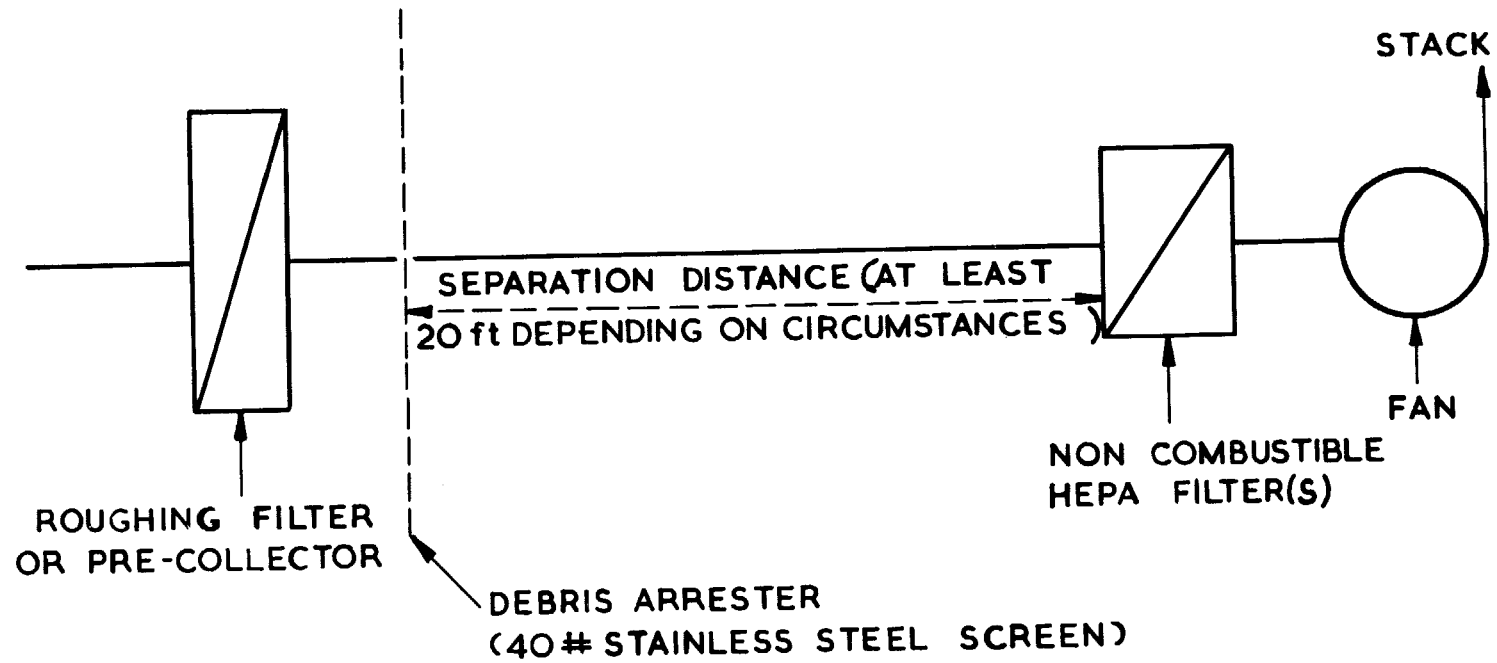 STACK
SEPARATION DISTANCE (AT LEAST
20 ft DEPENDING ON CIRCUMSTANCES )
FAN
NON COMBUSTIBLE
HEPA FILTER(S)
ROUGHING FILTER
OR PRE-COLLECTOR
DEBRIS ARRESTER
(40# STAINLESS STEEL SCREEN)